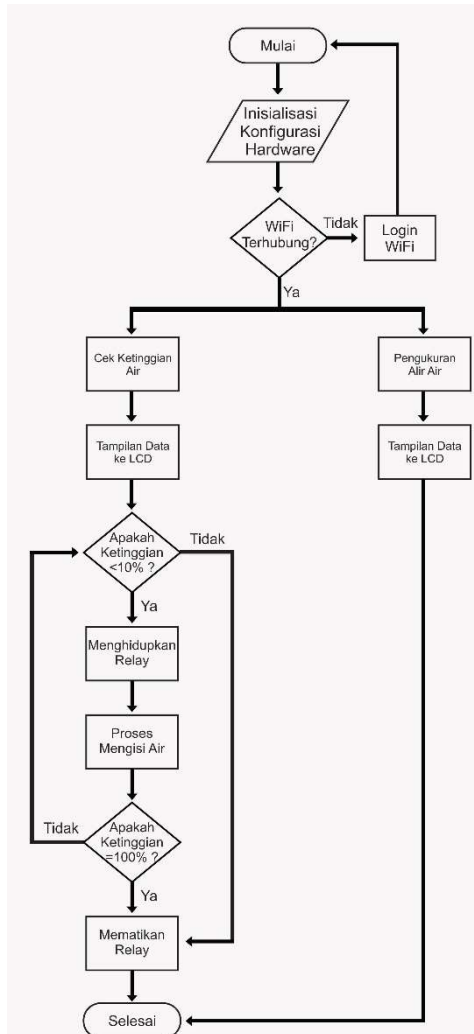 Mulai
Inisialisasi
Konfigurasi
Hardware
WiFi
Terhubung?
Tidak
Login
WiFi
Ya
Cek Ketinggian
Air
Pengukuran
Alir Air
Tampilan Data
ke LCD
Tampilan Data
ke LCD
Apakah
Ketinggian
<10% ?
Tidak
Ya
Menghidupkan
Relay
Proses
Mengisi Air
Tidak
Apakah
Ketinggian
=100% ?
Ya
Mematikan
Relay
Selesai